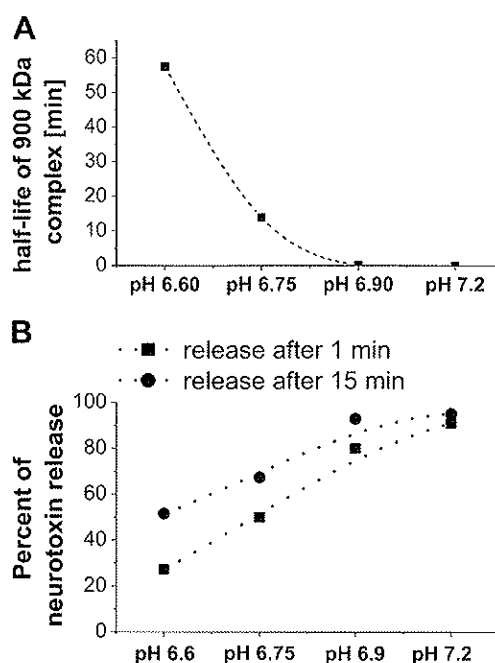 A
half-life of 900 kDa
complex [min]
60
50
40
30
20
10
0
pH 6.60 pH 6.75 pH 6.90 pH 7.2
B
release after 1 min
release after 15 min
Percent of
neurotoxin release
100
80
60
40
20
0
pH 6.6 pH 6.75 pH 6.9 pH 7.2